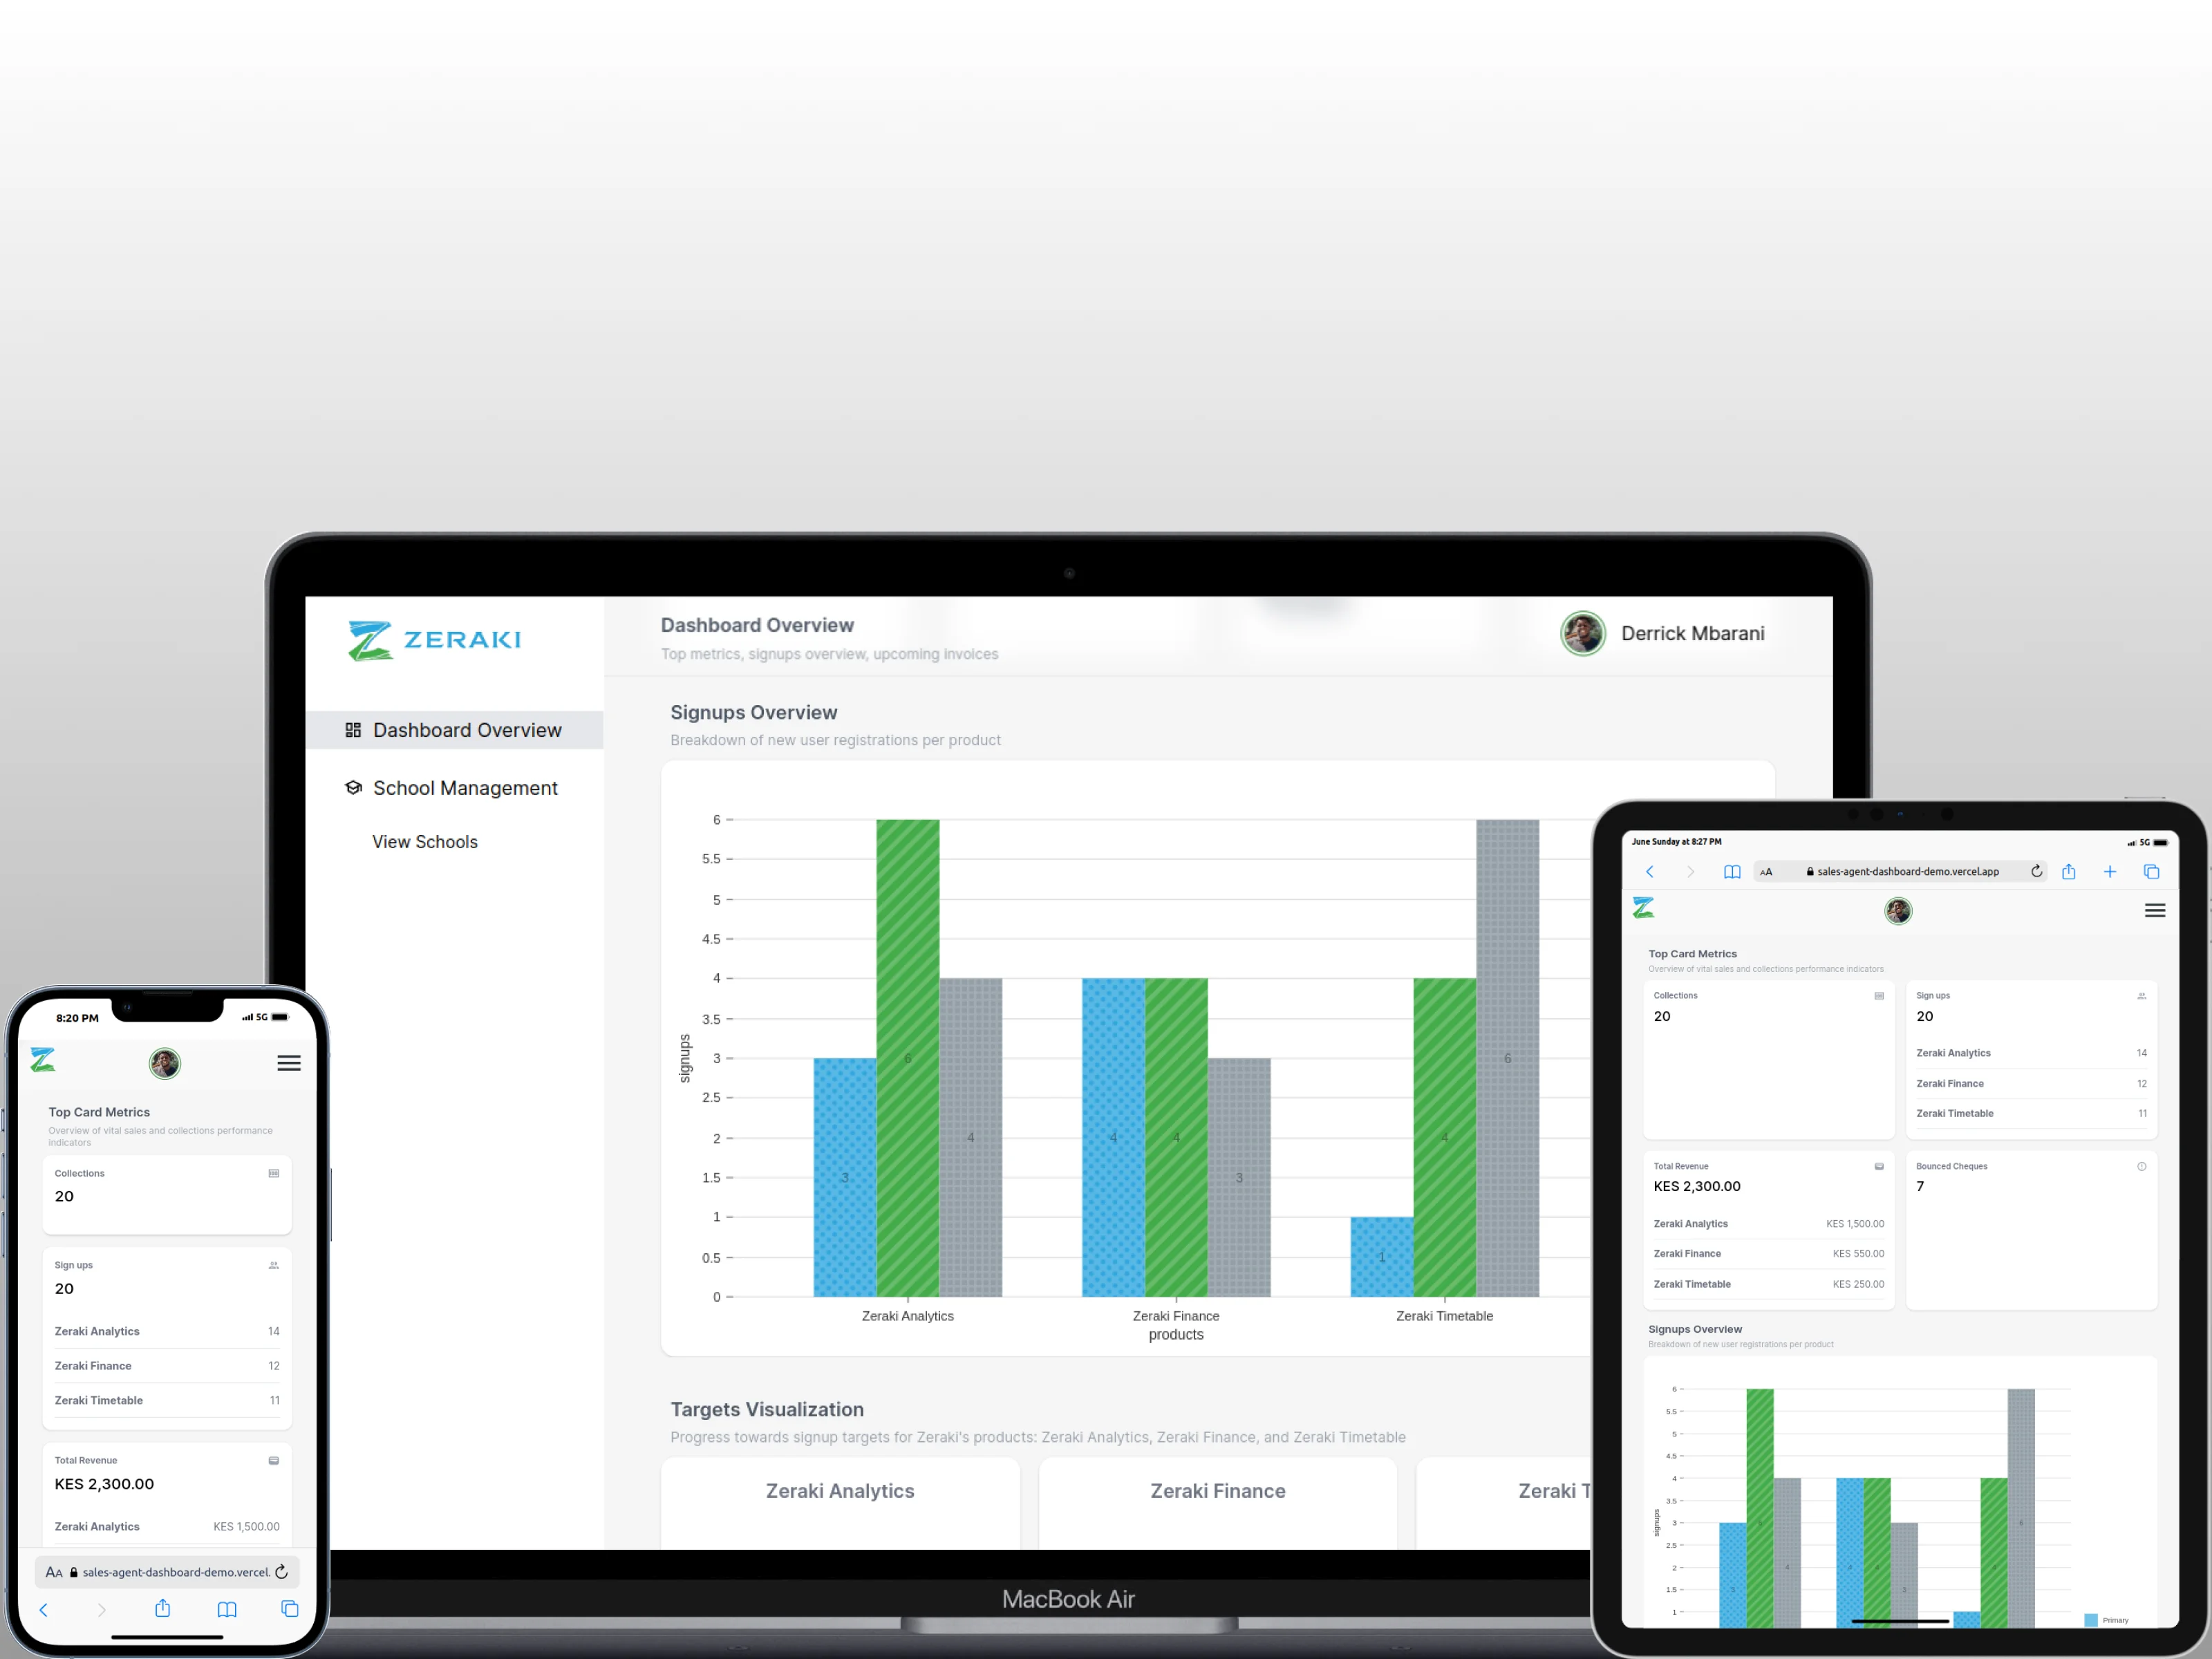 ZERAKI
Dashboard Overview
School Management
View Schools
Dashboard Overview
Top metrics, signups overview, upcoming invoices
Derrick Mbarani
Signups Overview
Breakdown of new user registrations per product
6
5.5
5
4.5
4
3.5
3
2.5
2
1.5
1
0.5
0
signups
3
6
4
4
4
3
1
4
6
Zeraki Analytics
Zeraki Finance
Zeraki Timetable
products
Targets Visualization
Progress towards signup targets for Zeraki's products: Zeraki Analytics, Zeraki Finance, and Zeraki Timetable
Zeraki Analytics
Zeraki Finance
Zeraki T
MacBook Air
8:20 PM
5G
Top Card Metrics
Overview of vital sales and collections performance
indicators
Collections
20
Sign ups
20
Zeraki Analytics 14
Zeraki Finance 12
Zeraki Timetable 11
Total Revenue
KES 2,300.00
Zeraki Analytics KES 1,500.00
AA sales-agent-dashboard-demo.vercel.
June Sunday at 8:27 PM
5G
AA sales-agent-dashboard-demo.vercel.app
Top Card Metrics
Overview of vital sales and collections performance indicators
Collections
20
Sign ups
20
Zeraki Analytics 14
Zeraki Finance 12
Zeraki Timetable 11
Total Revenue
KES 2,300.00
Zeraki Analytics KES 1,500.00
Zeraki Finance KES 550.00
Zeraki Timetable KES 250.00
Bounced Cheques
7
Signups Overview
Breakdown of new user registrations per product
6
5.5
5
4.5
4
3.5
3
2.5
2
1.5
1
signups
Primary